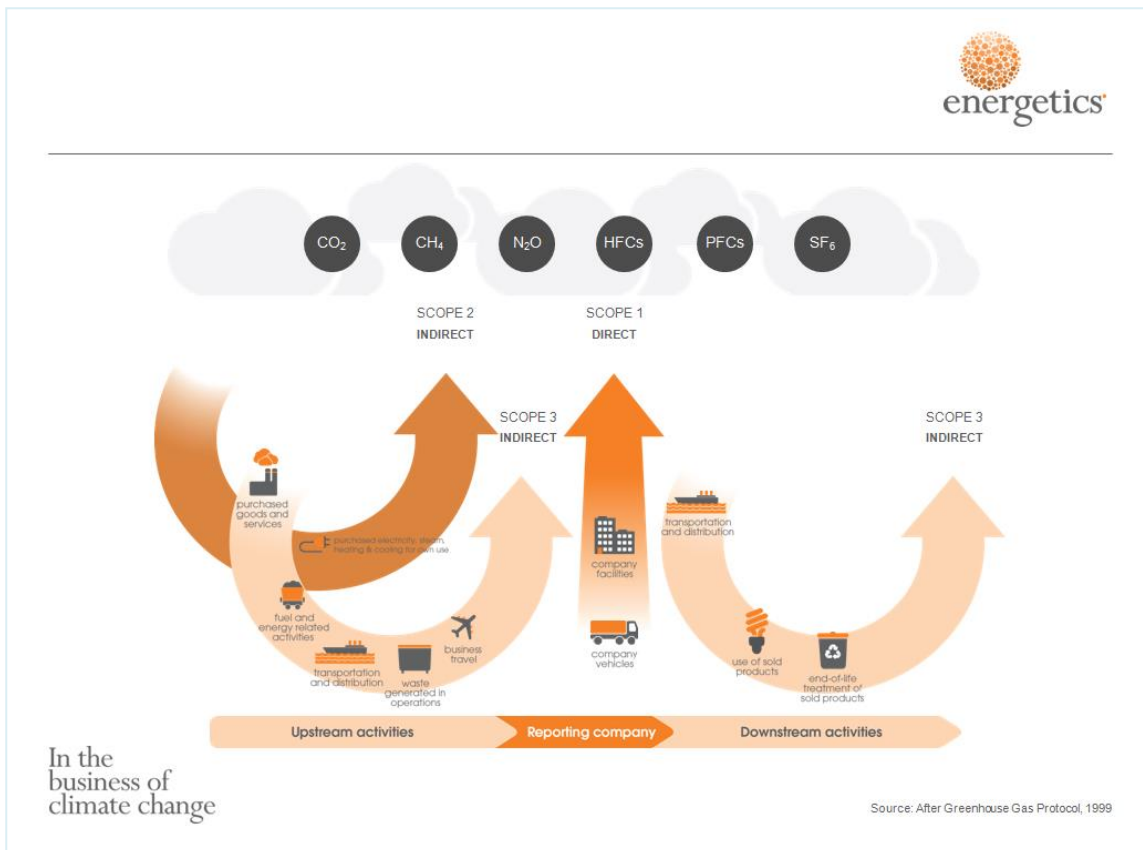 energetics
CO₂
CH₄
N₂O
HFCs
PFCs
SF₆
SCOPE 2
INDIRECT
SCOPE 1
DIRECT
SCOPE 3
INDIRECT
SCOPE 3
INDIRECT
purchased
goods and
services
purchased electricity, steam,
heating & cooling for own use
fuel and
energy related
activities
transportation
and distribution
waste
generated in
operations
business
travel
company
facilities
company
vehicles
transportation
and distribution
use of sold
products
end-of-life
treatment of
sold products
Upstream activities
Reporting company
Downstream activities
In the
business of
climate change
Source: After Greenhouse Gas Protocol, 1999